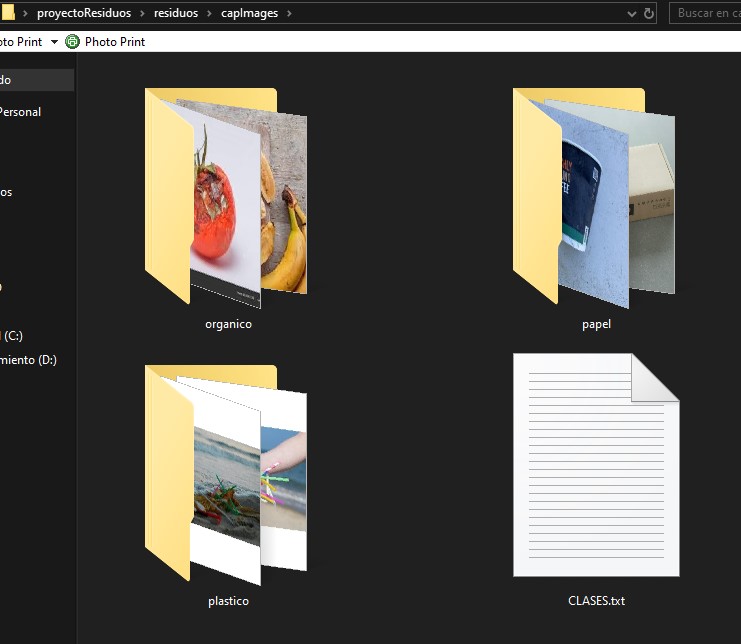 proyectoResiduos > residuos > capImages >
Buscar en ca
oto Print Photo Print
do
Personal
os
(C:)
miento (D:)
organico
papel
plastico
CLASES.txt